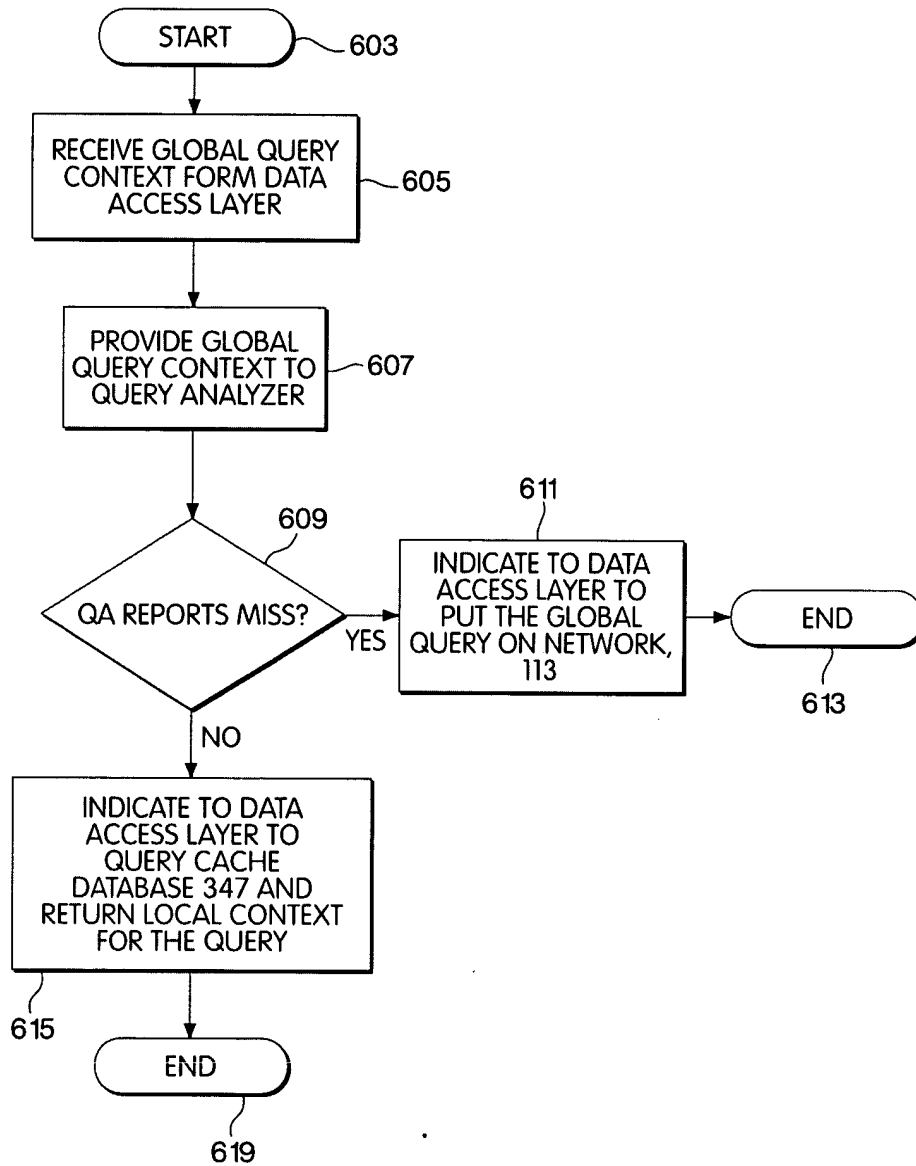 START
603
RECEIVE GLOBAL QUERY
CONTEXT FORM DATA
ACCESS LAYER
605
PROVIDE GLOBAL
QUERY CONTEXT TO
QUERY ANALYZER
607
609
QA REPORTS MISS?
YES
611
INDICATE TO DATA
ACCESS LAYER TO
PUT THE GLOBAL
QUERY ON NETWORK,
113
END
613
NO
INDICATE TO DATA
ACCESS LAYER TO
QUERY CACHE
DATABASE 347 AND
RETURN LOCAL CONTEXT
FOR THE QUERY
615
END
619